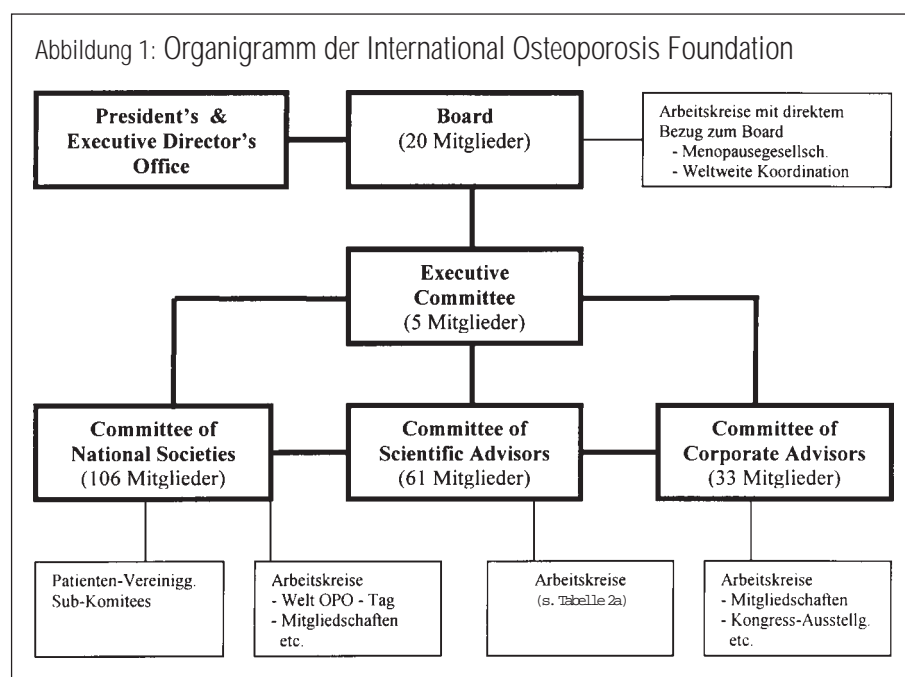 Abbildung 1: Organigramm der International Osteoporosis Foundation
President's &
Executive Director's
Office
Board
(20 Mitglieder)
Arbeitskreise mit direktem
Bezug zum Board
- Menopausegesellsch.
- Weltweite Koordination
Executive
Committee
(5 Mitglieder)
Committee of
National Societies
(106 Mitglieder)
Committee of
Scientific Advisors
(61 Mitglieder)
Committee of
Corporate Advisors
(33 Mitglieder)
Patienten-Vereinigg.
Sub-Komitees
Arbeitskreise
- Welt OPO - Tag
- Mitgliedschaften
etc.
Arbeitskreise
(s. Tabelle 2a)
Arbeitskreise
- Mitgliedschaften
- Kongress-Ausstellg.
etc.